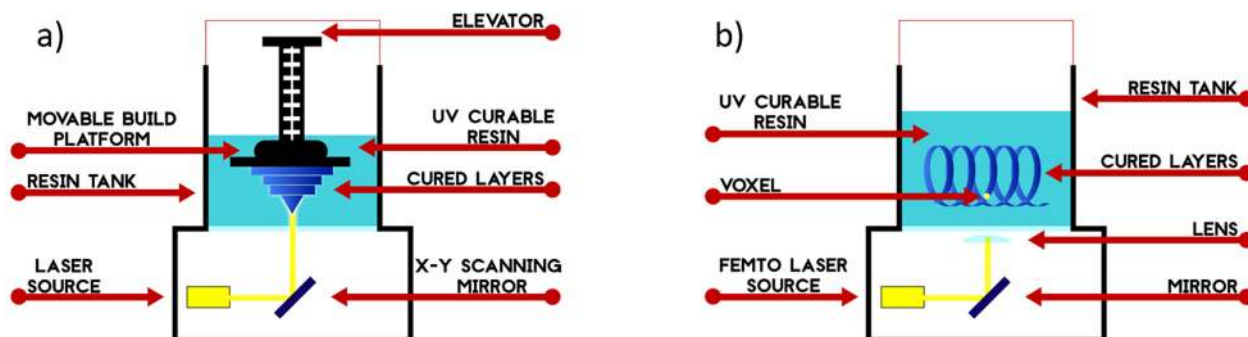 a)
ELEVATOR
MOVABLE BUILD
PLATFORM
UV CURABLE
RESIN
RESIN TANK
CURED LAYERS
LASER
SOURCE
X-Y SCANNING
MIRROR
b)
RESIN TANK
UV CURABLE
RESIN
CURED LAYERS
VOXEL
LENS
FEMTO LASER
SOURCE
MIRROR